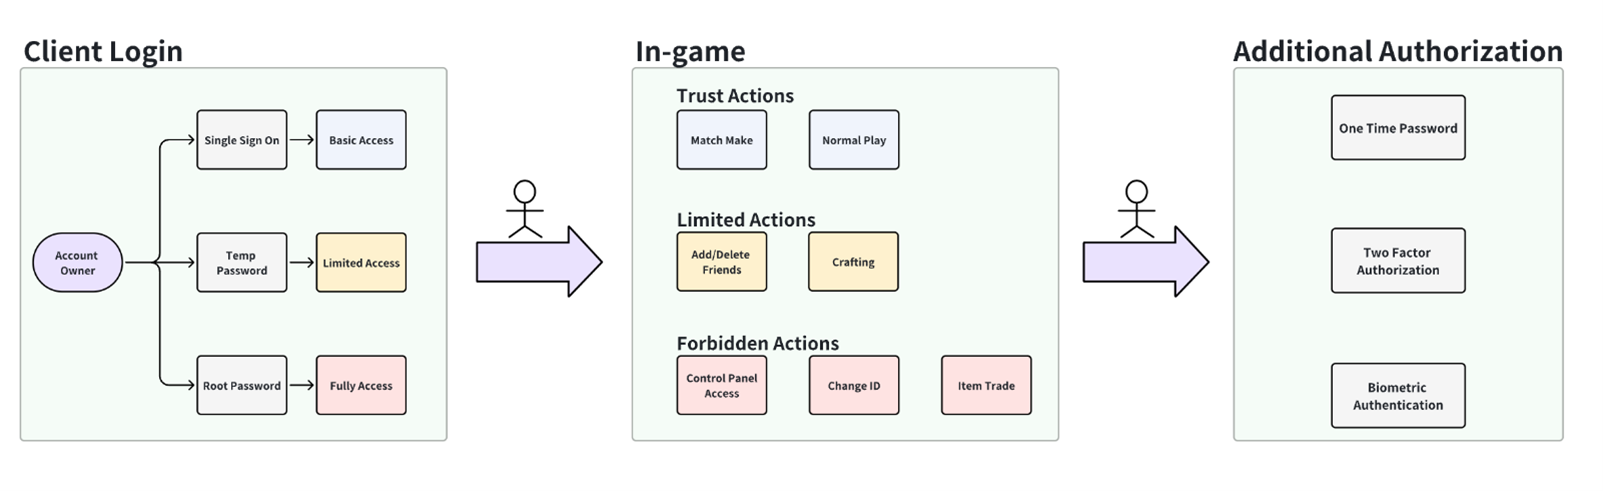 Client Login
Account
Owner
Single Sign On
Basic Access
Temp
Password
Limited Access
Root Password
Fully Access
In-game
Trust Actions
Match Make
Normal Play
Limited Actions
Add/Delete
Friends
Crafting
Forbidden Actions
Control Panel
Access
Change ID
Item Trade
Additional Authorization
One Time Password
Two Factor
Authorization
Biometric
Authentication